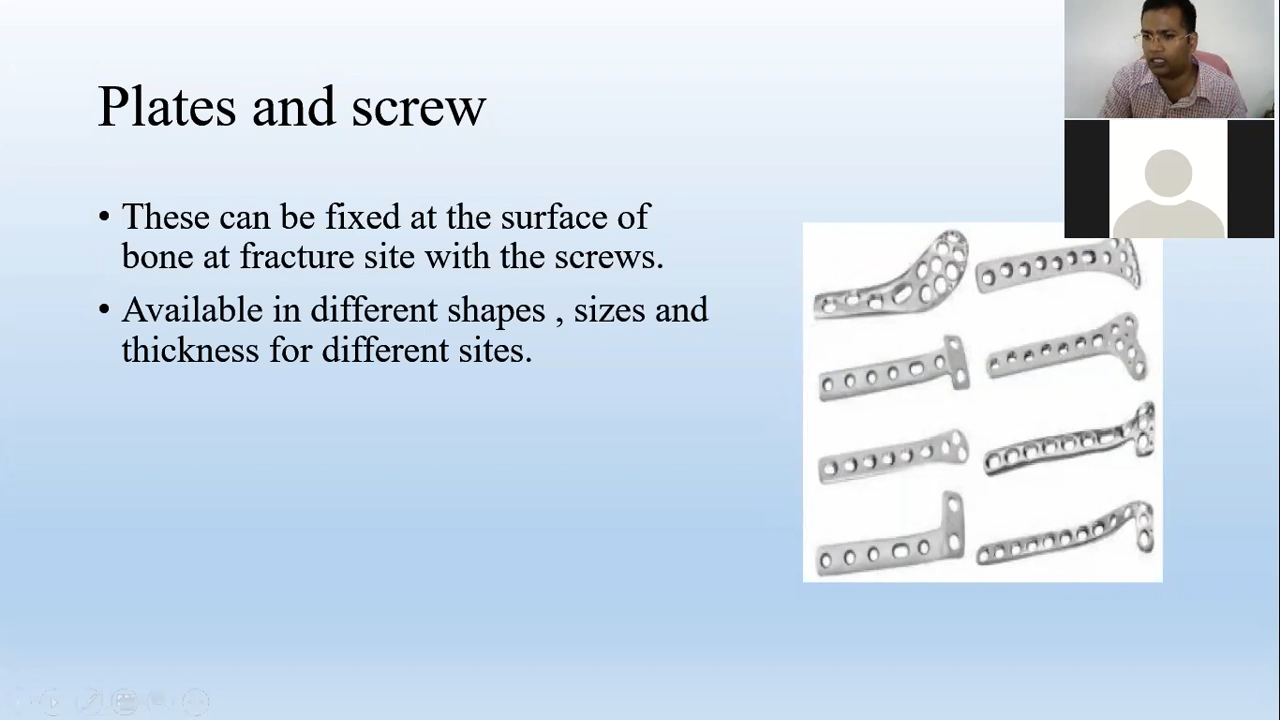 Plates and screw
• These can be fixed at the surface of
bone at fracture site with the screws.
• Available in different shapes , sizes and
thickness for different sites.